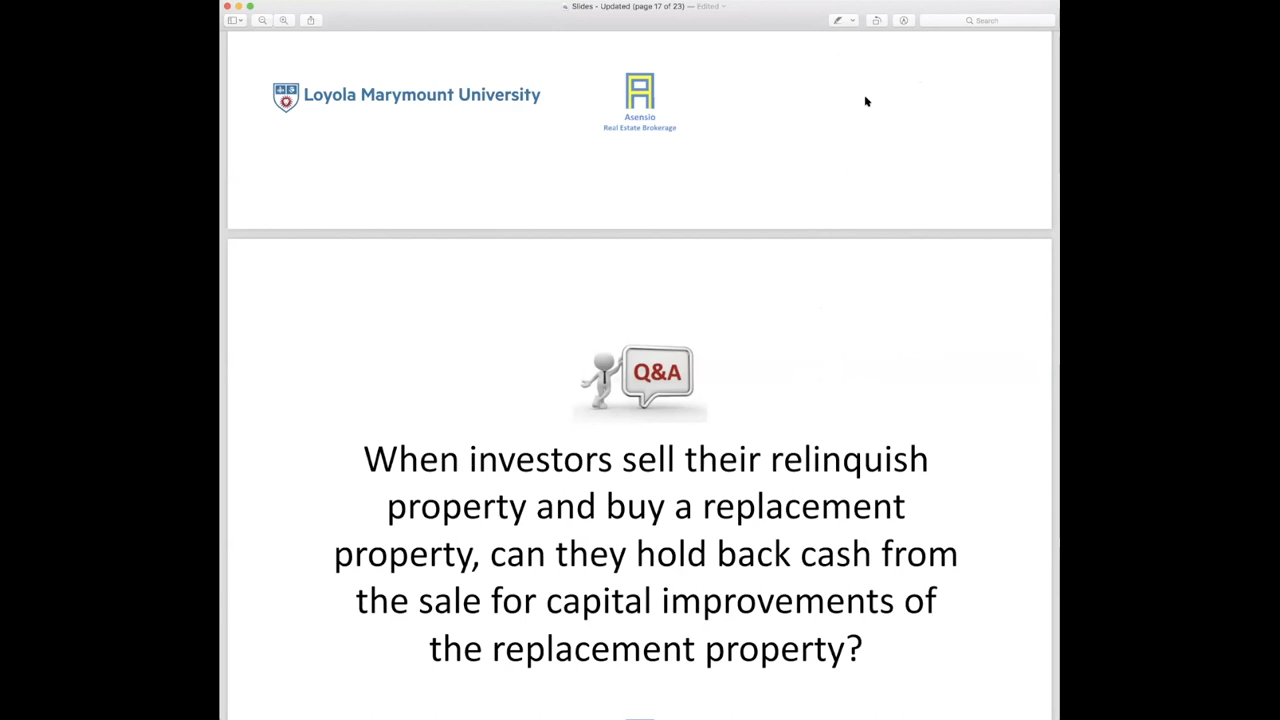 Slides - Updated (page 17 of 23) — Edited
Search
Loyola Marymount University
Asensio
Real Estate Brokerage
Q&A
When investors sell their relinquish
property and buy a replacement
property, can they hold back cash from
the sale for capital improvements of
the replacement property?